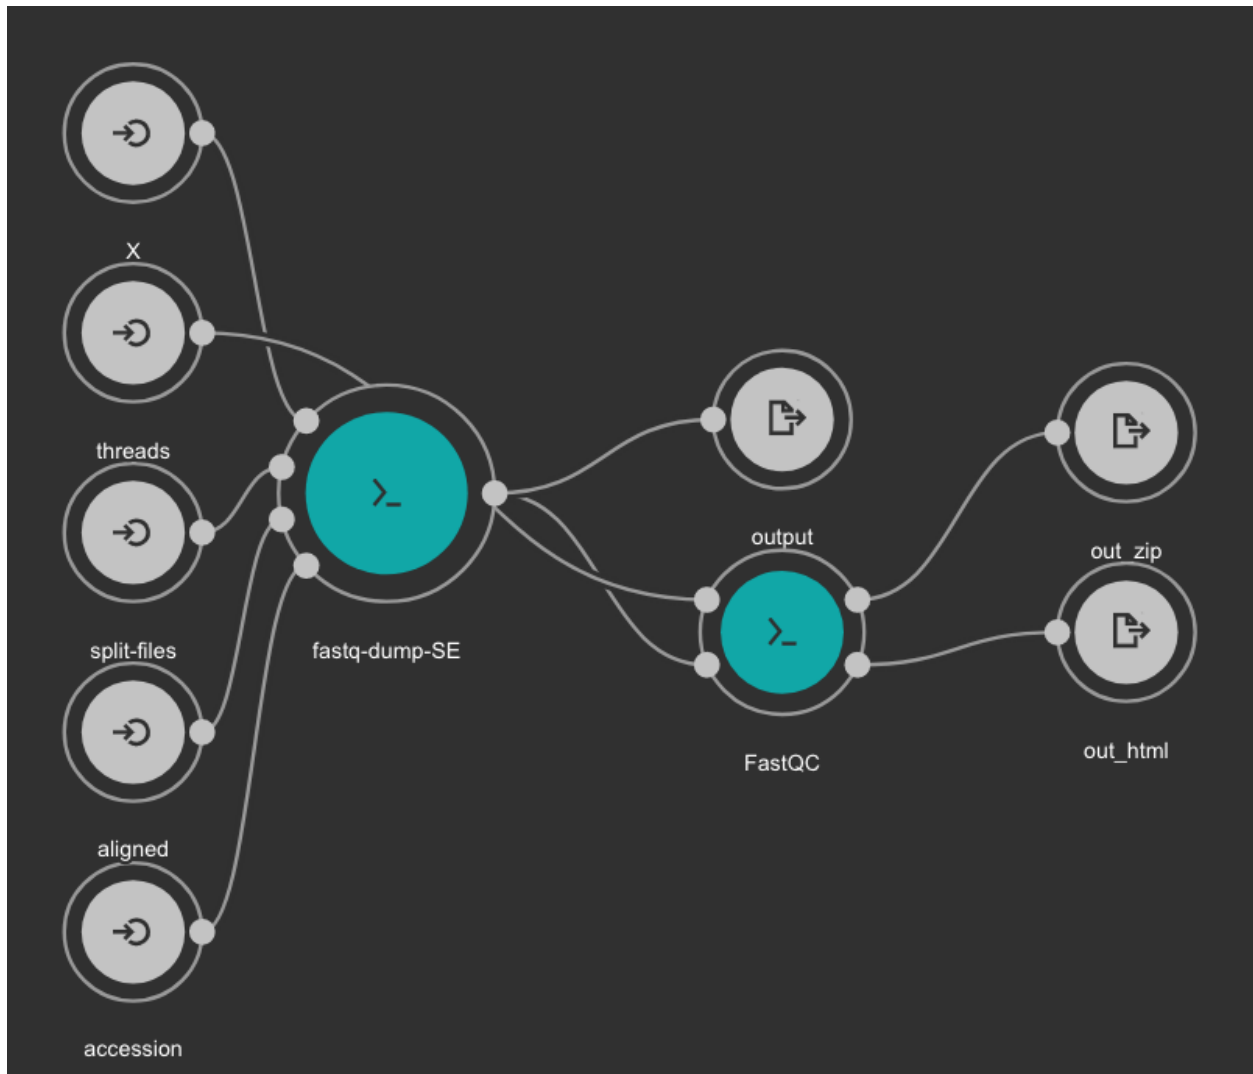 X
threads
split-files
aligned
accession
fastq-dump-SE
output
FastQC
out_zip
out_html